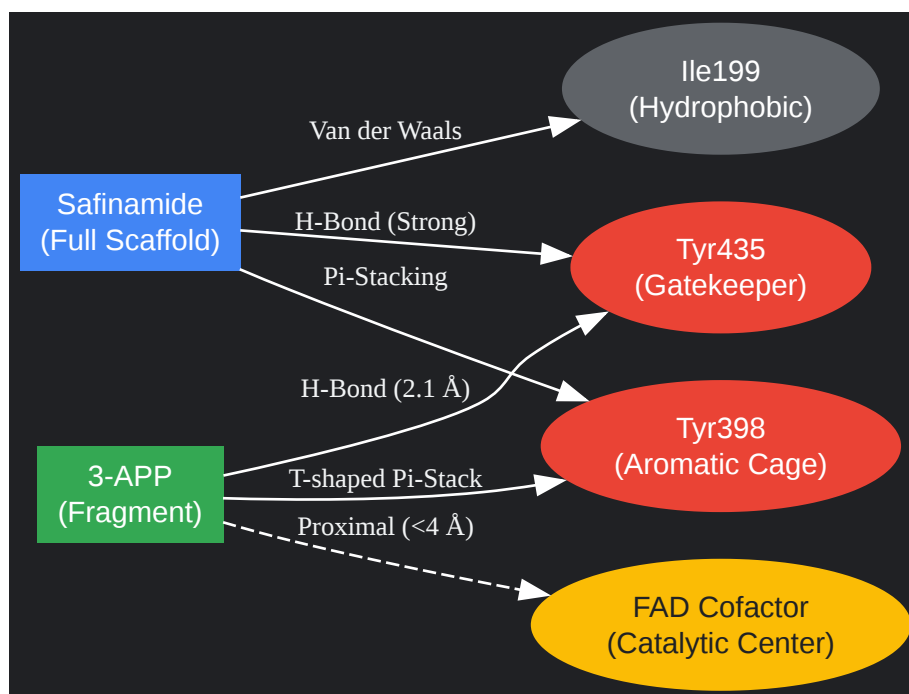 Ile199
(Hydrophobic)
Van der Waals
Safinamide
(Full Scaffold)
H-Bond (Strong)
Tyr435
(Gatekeeper)
Pi-Stacking
H-Bond (2.1 Å)
Tyr398
(Aromatic Cage)
3-APP
(Fragment)
T-shaped Pi-Stack
Proximal (<4 Å)
FAD Cofactor
(Catalytic Center)